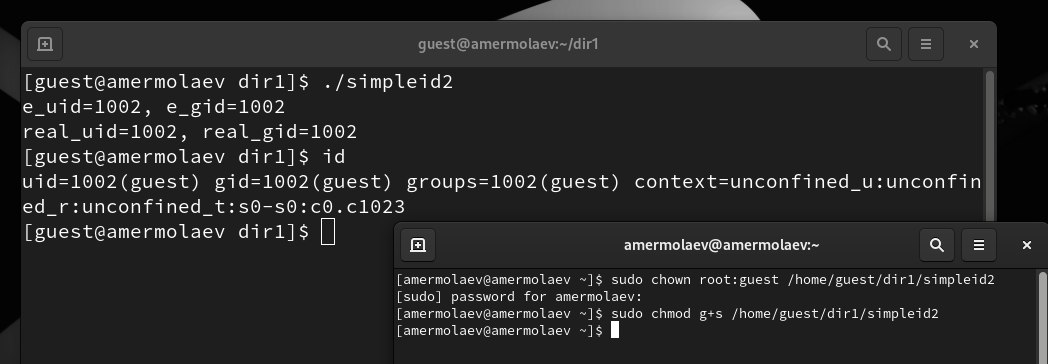 guest@amermolaev:~/dir1
[guest@amermolaev dir1]$ ./simpleid2
e_uid=1002, e_gid=1002
real_uid=1002, real_gid=1002
[guest@amermolaev dir1]$ id
uid=1002(guest) gid=1002(guest) groups=1002(guest) context=unconfined_u:unconfin
ed_r:unconfined_t:s0-s0:c0.c1023
[guest@amermolaev dir1]$
amermolaev@amermolaev:~
[amermolaev@amermolaev ~]$ sudo chown root:guest /home/guest/dir1/simpleid2
[sudo] password for amermolaev:
[amermolaev@amermolaev ~]$ sudo chmod g+s /home/guest/dir1/simpleid2
[amermolaev@amermolaev ~]$